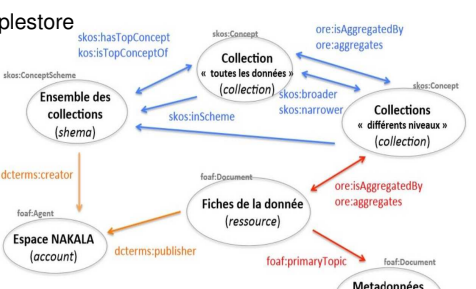 plestore
skos:hasTopConcept
kos:isTopConceptOf
skos:Concept
ore:isAggregatedBy
ore:aggregates
Collection
« toutes les données »
(collection)
skos:ConceptScheme
Ensemble des
collections
(shema)
skos:broader
skos:narrower
skos:Concept
Collections
« différents niveaux »
(collection)
skos:inScheme
dcterms:creator
foaf:Document
Fiches de la donnée
(ressource)
ore:isAggregatedBy
ore:aggregates
foaf:Agent
Espace NAKALA
(account)
dcterms:publisher
foaf:primaryTopic
foaf:Document
Metadonnées